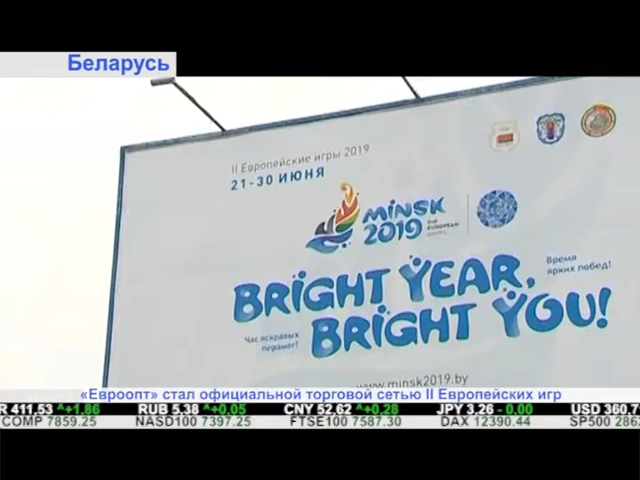 Беларусь
II Европейские игры 2019
21-30 ИЮНЯ
MINSK
2019
THE
EUROPEAN
GAMES
BRIGHT YEAR,
BRIGHT YOU!
Время
ярких побед!
Час яскравых
перамог!
www.minsk2019.by
«Евроопт» стал официальной торговой сетью II Европейских игр
R 411,53 +1,86 RUB 5,38 +0,05 CNY 52,62 +0,28 JPY 3.26 - 0.00 USD 360,7
COMP 7859.25 NASD100 7397.25 FTSE100 7587.30 DAX 12390.44 SP500 286